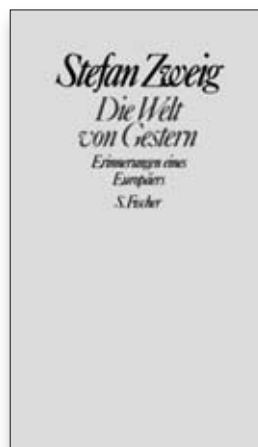 Stefan Zweig
Die Welt
von Gestern
Erinnerungen eines
Europäers
S. Fischer